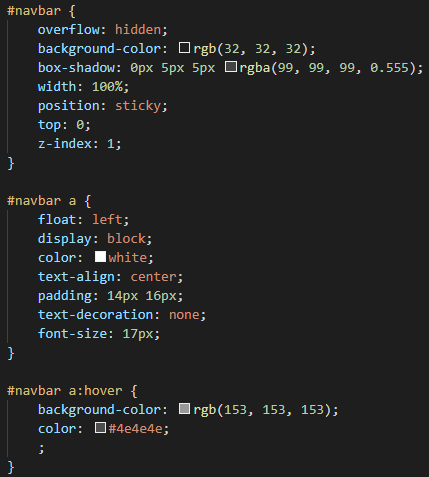 #navbar {
    overflow: hidden;
    background-color: rgb(32, 32, 32);
    box-shadow: 0px 5px 5px rgba(99, 99, 99, 0.555);
    width: 100%;
    position: sticky;
    top: 0;
    z-index: 1;
}

#navbar a {
    float: left;
    display: block;
    color: white;
    text-align: center;
    padding: 14px 16px;
    text-decoration: none;
    font-size: 17px;
}

#navbar a:hover {
    background-color: rgb(153, 153, 153);
    color: #4e4e4e;
    ;
}